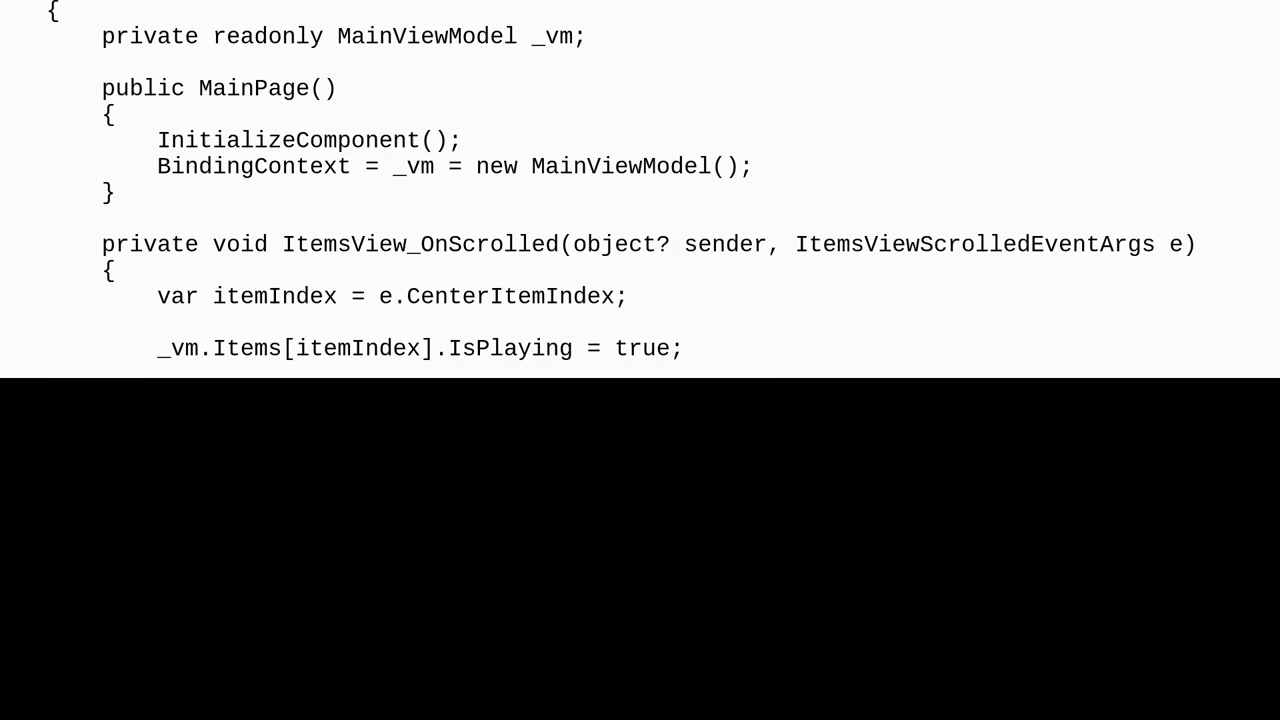 {
    private readonly MainViewModel _vm;

    public MainPage()
    {
        InitializeComponent();
        BindingContext = _vm = new MainViewModel();
    }

    private void ItemsView_OnScrolled(object? sender, ItemsViewScrolledEventArgs e)
    {
        var itemIndex = e.CenterItemIndex;

        _vm.Items[itemIndex].IsPlaying = true;